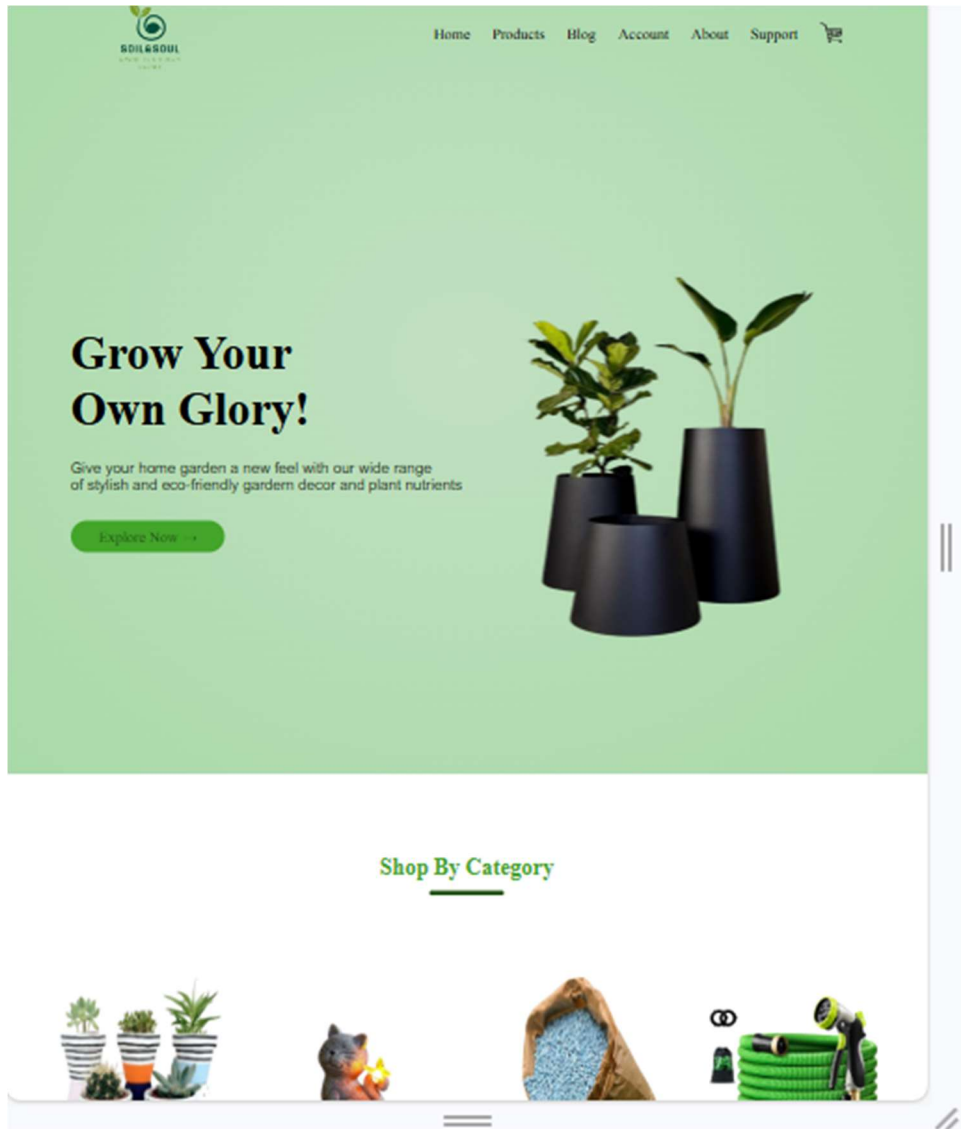 SOIL&SOUL
Home Products Blog Account About Support
Grow Your
Own Glory!
Give your home garden a new feel with our wide range
of stylish and eco-friendly gardern decor and plant nutrients
Explore Now →
Shop By Category